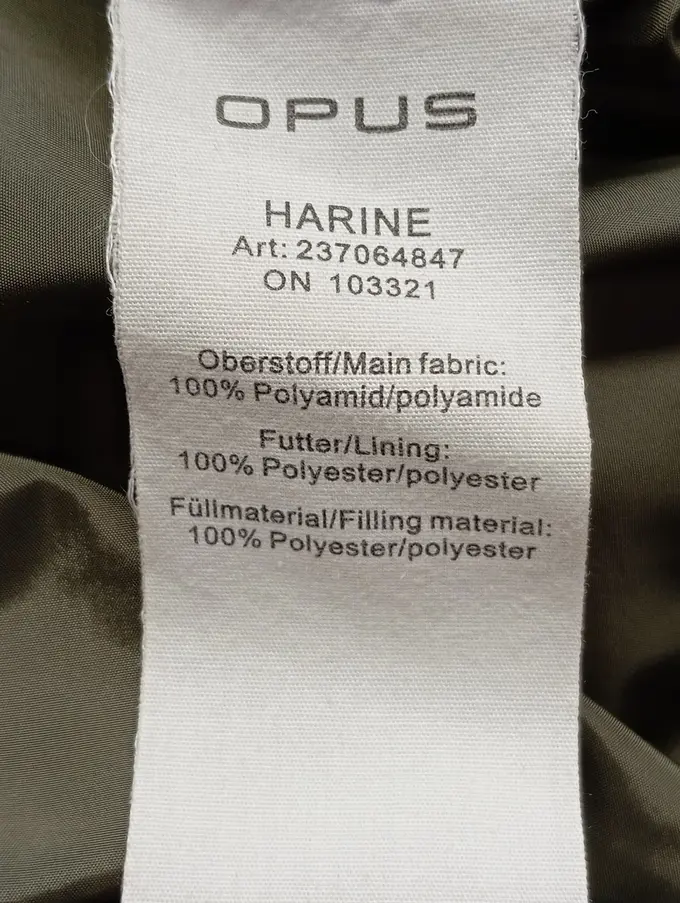 OPUS
HARINE
Art: 237064847
ON 103321
Oberstoff/Main fabric:
100% Polyamid/polyamide
Futter/Lining:
100% Polyester/polyester
Füllmaterial/Filling material:
100% Polyester/polyester